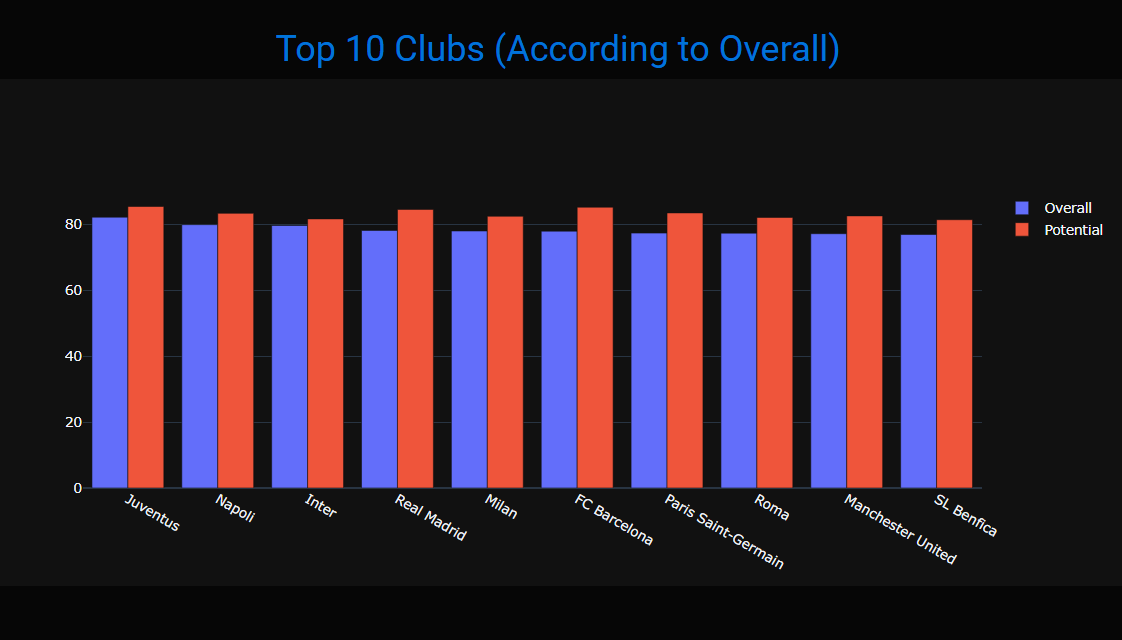 Top 10 Clubs (According to Overall)
80
60
40
20
0
Juventus
Napoli
Inter
Real Madrid
Milan
FC Barcelona
Paris Saint-Germain
Roma
Manchester United
SL Benfica
Overall
Potential